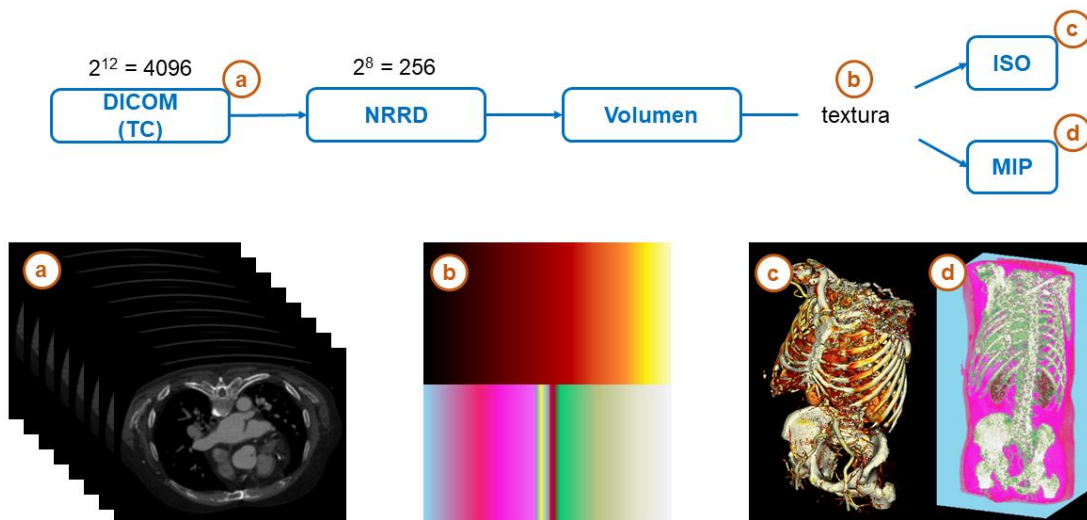 2¹² = 4096
a
DICOM
(TC)
2⁸ = 256
NRRD
Volumen
b
textura
c
ISO
d
MIP
a
b
c
d